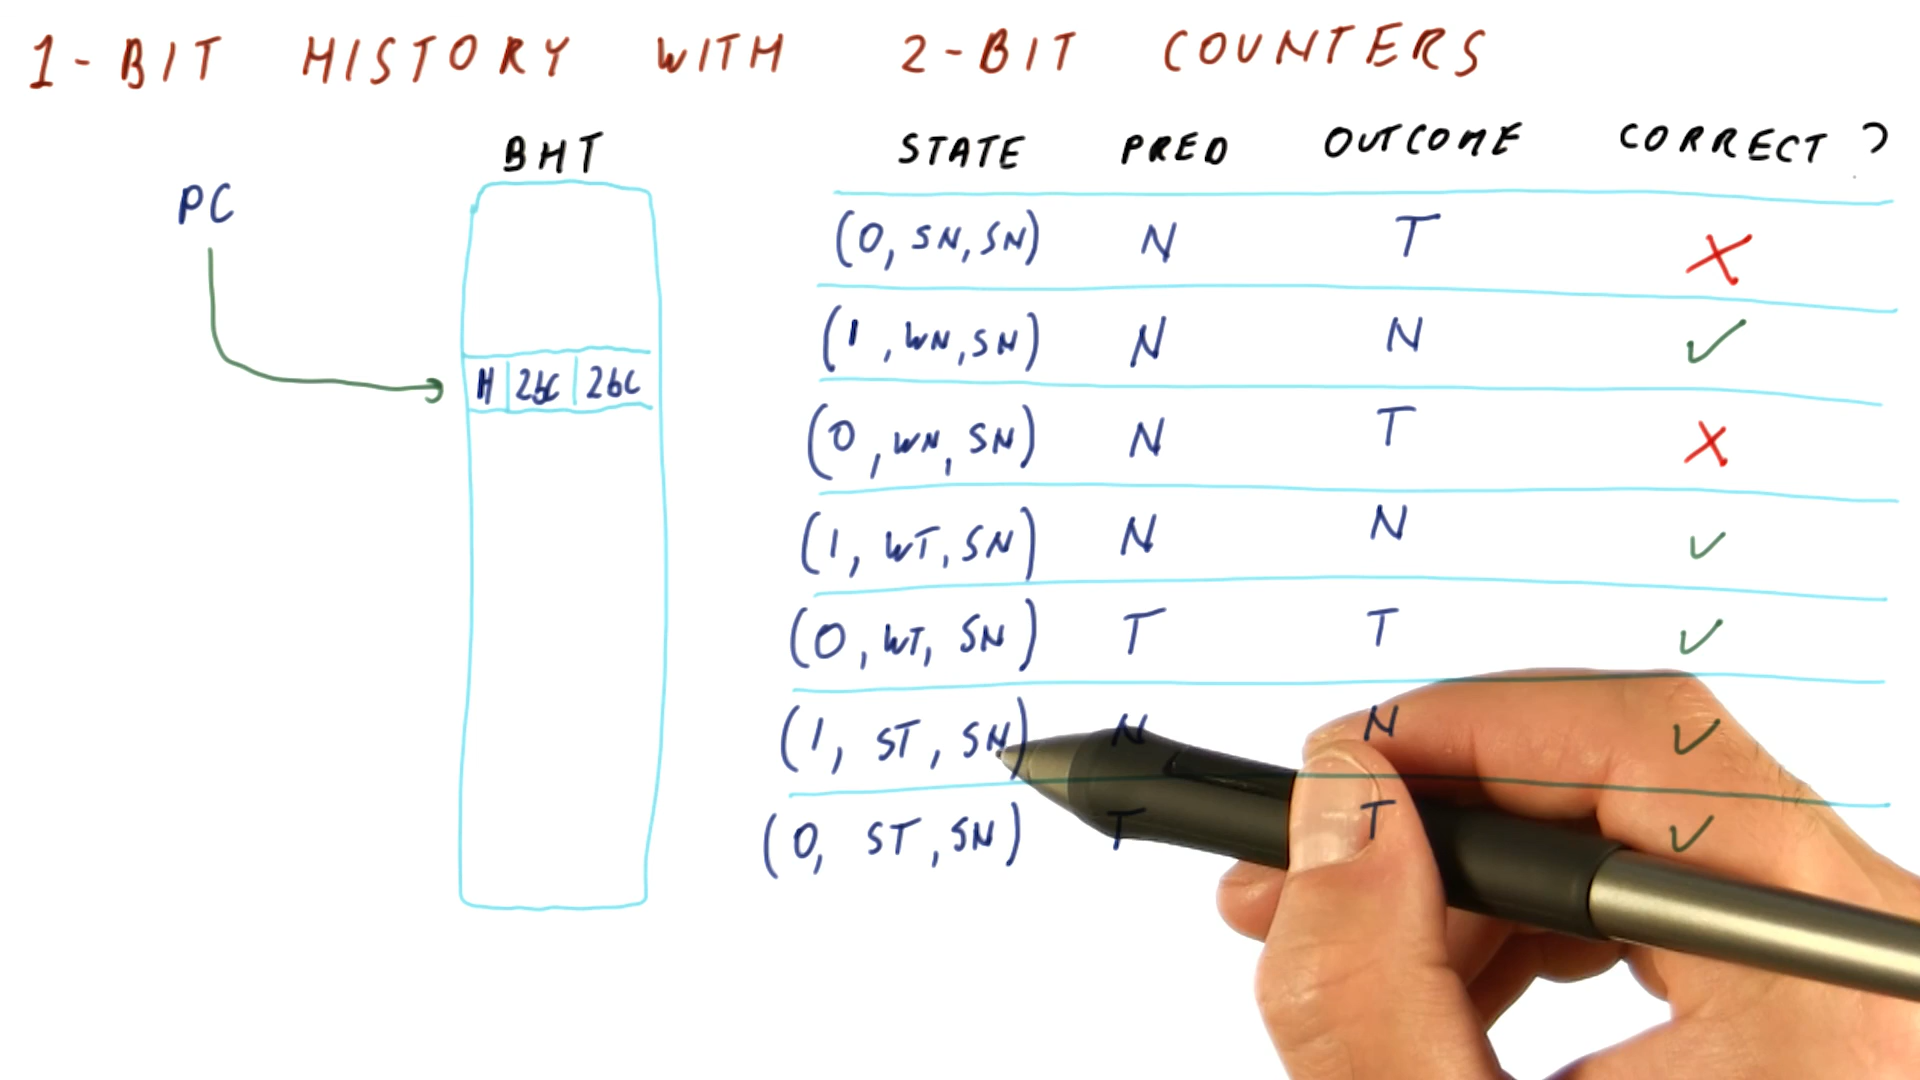 1-BIT HISTORY WITH 2-BIT COUNTERS
BHT
PC
H 2bC 2bC
STATE PRED OUTCOME CORRECT ?
(0, SN, SN) N T ✗
(1, WN, SN) N N ✓
(0, WN, SN) N T ✗
(1, WT, SN) N N ✓
(0, WT, SN) T T ✓
(1, ST, SN) N N ✓
(0, ST, SN) T T ✓